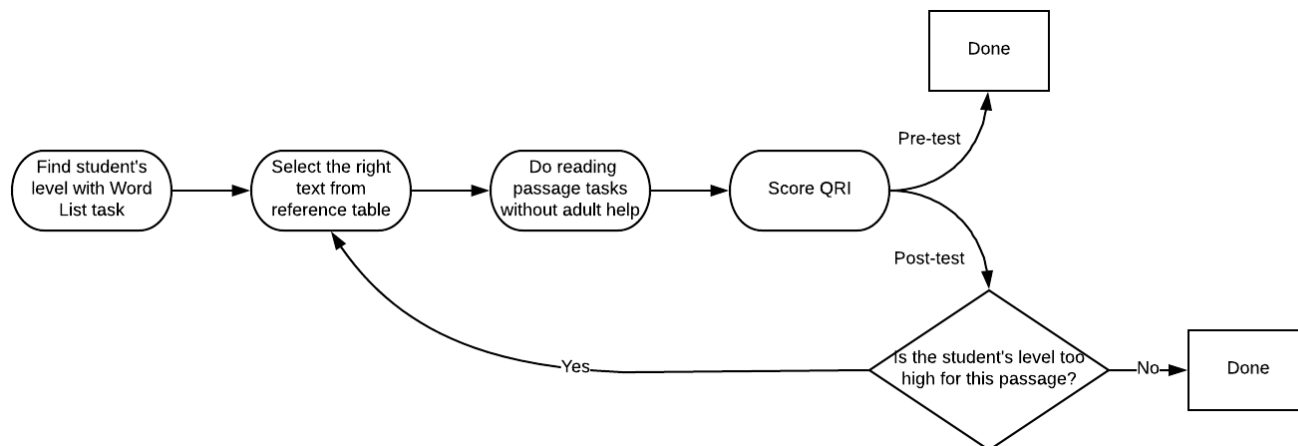 Done
Pre-test
Find student's
level with Word
List task
Select the right
text from
reference table
Do reading
passage tasks
without adult help
Score QRI
Post-test
Is the student's level too
high for this passage?
Yes
No
Done